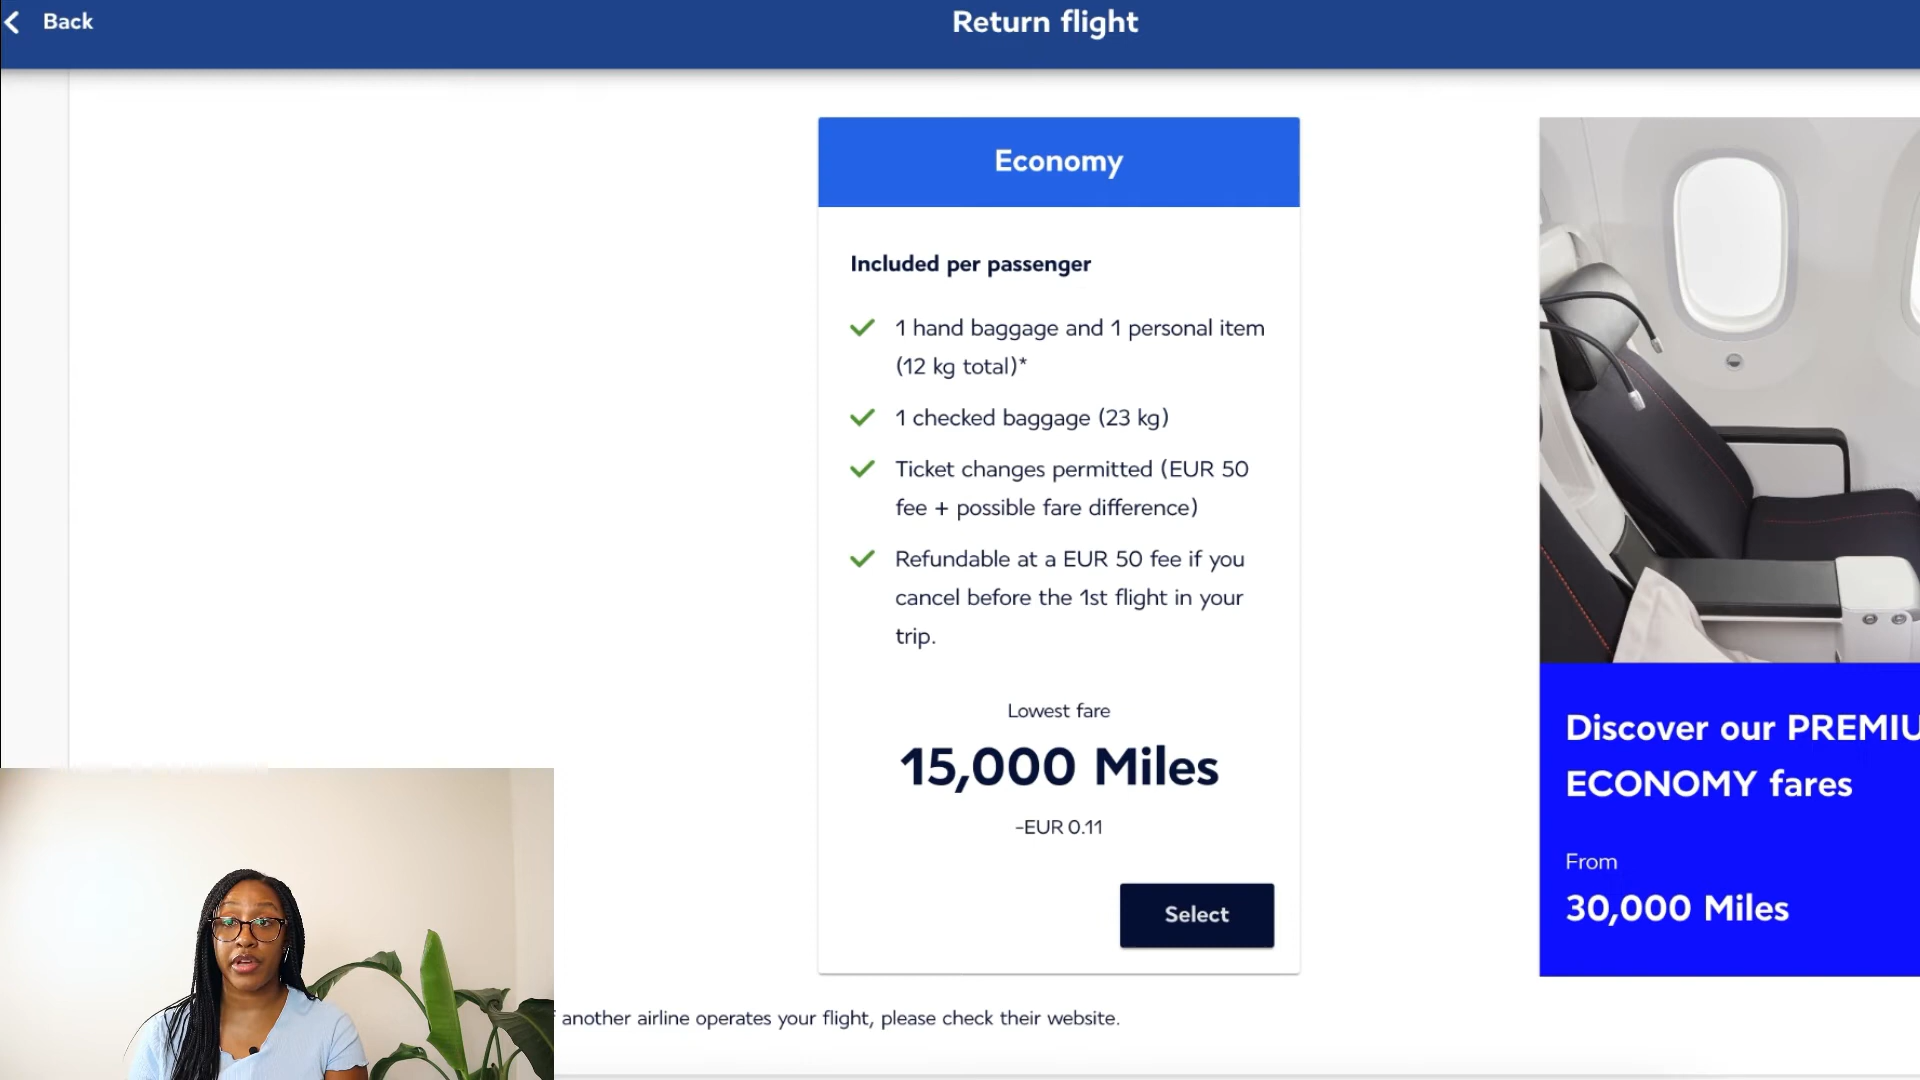 Back
Return flight
Economy
Included per passenger
1 hand baggage and 1 personal item
(12 kg total)*
1 checked baggage (23 kg)
Ticket changes permitted (EUR 50
fee + possible fare difference)
Refundable at a EUR 50 fee if you
cancel before the 1st flight in your
trip.
Lowest fare
15,000 Miles
-EUR 0.11
Select
Discover our PREMIU
ECONOMY fares
From
30,000 Miles
another airline operates your flight, please check their website.